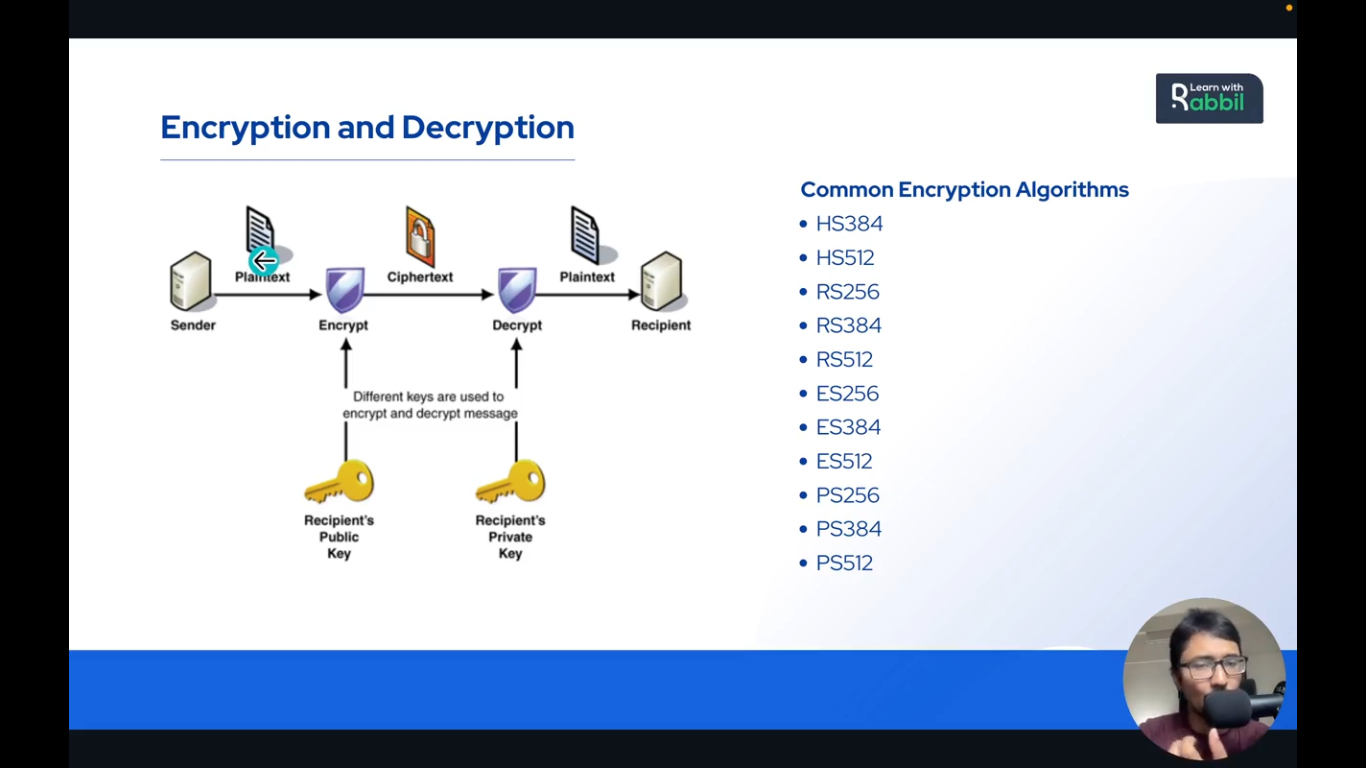 Learn with
Rabbil
Encryption and Decryption
Plaintext
Ciphertext
Plaintext
Sender
Encrypt
Decrypt
Recipient
Different keys are used to
encrypt and decrypt message
Recipient's
Public
Key
Recipient's
Private
Key
Common Encryption Algorithms
• HS384
• HS512
• RS256
• RS384
• RS512
• ES256
• ES384
• ES512
• PS256
• PS384
• PS512